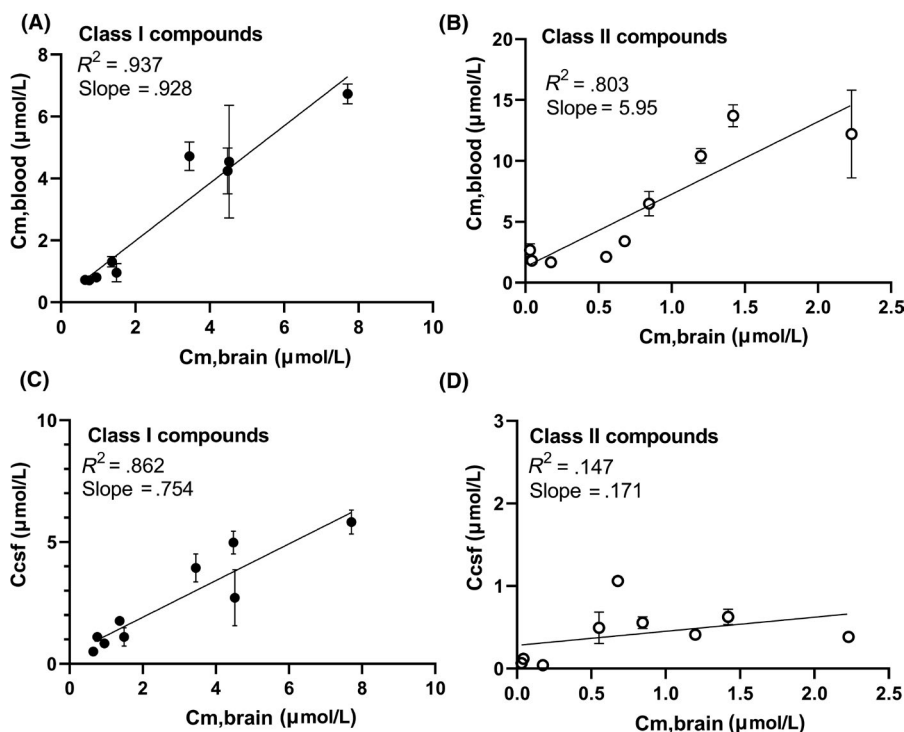 (A)
Class I compounds
R² = .937
Slope = .928
Cm,blood (µmol/L)
8
6
4
2
0
0 2 4 6 8 10
Cm,brain (µmol/L)
(B)
Class II compounds
R² = .803
Slope = 5.95
Cm,blood (µmol/L)
20
15
10
5
0
0.0 0.5 1.0 1.5 2.0 2.5
Cm,brain (µmol/L)
(C)
Class I compounds
R² = .862
Slope = .754
Ccsf (µmol/L)
10
5
0
0 2 4 6 8 10
Cm,brain (µmol/L)
(D)
Class II compounds
R² = .147
Slope = .171
Ccsf (µmol/L)
3
2
1
0
0.0 0.5 1.0 1.5 2.0 2.5
Cm,brain (µmol/L)